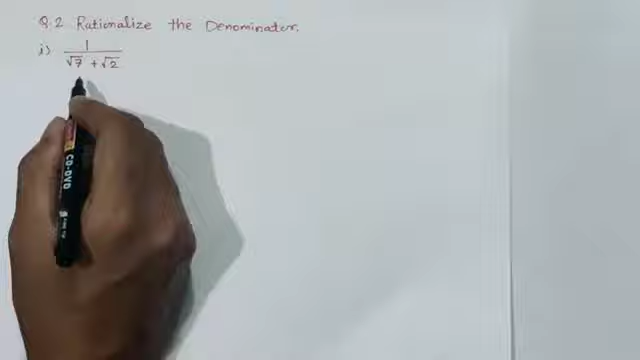 Q.2 Rationalize the Denominator.
i) 1
√7 + √2
CD-DVD